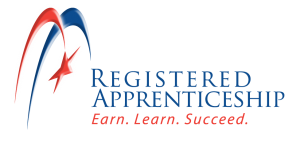 REGISTERED
APPRENTICESHIP
Earn. Learn. Succeed.